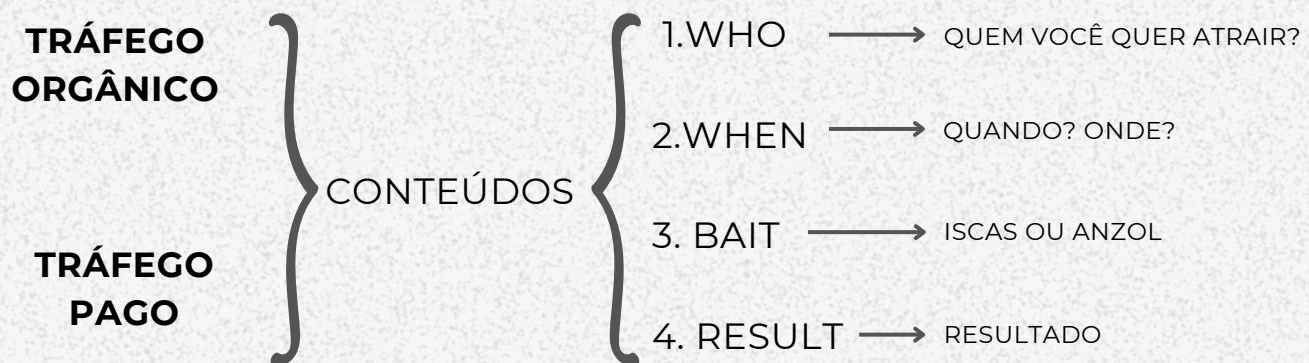 TRÁFEGO
ORGÂNICO
TRÁFEGO
PAGO
CONTEÚDOS
1.WHO
QUEM VOCÊ QUER ATRAIR?
2.WHEN
QUANDO? ONDE?
3. BAIT
ISCAS OU ANZOL
4. RESULT
RESULTADO